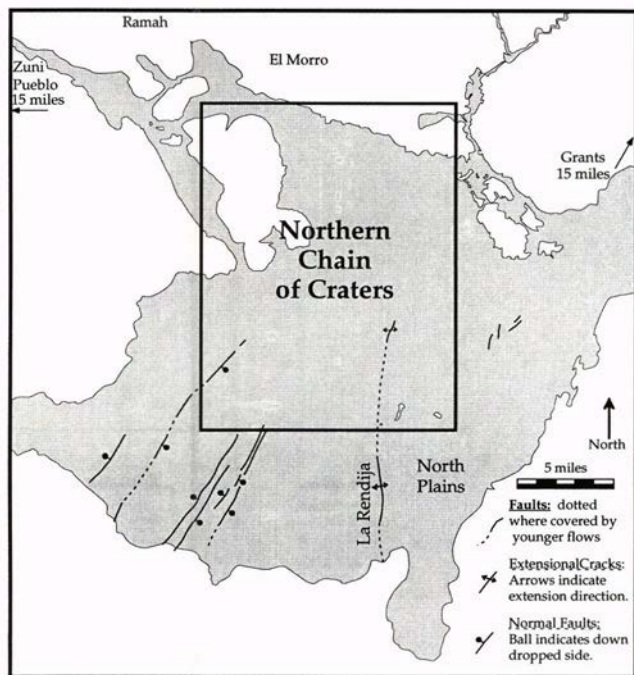 Ramah
El Morro
Zuni
Pueblo
15 miles
Grants
15 miles
Northern
Chain
of Craters
North
La Rendija
North
Plains
5 miles
Faults: dotted
where covered by
younger flows
Extensional Cracks:
Arrows indicate
extension direction.
Normal Faults:
Ball indicates down
dropped side.